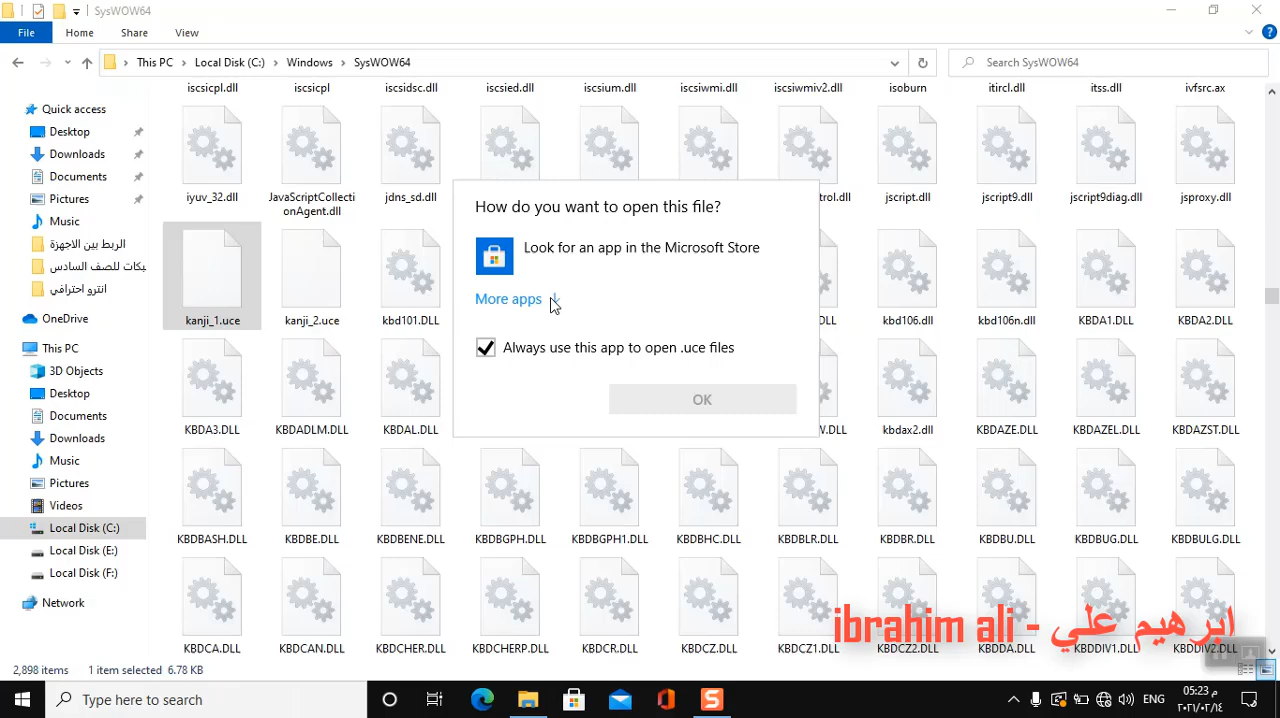 SysWOW64
File Home Share View
This PC Local Disk (C:) Windows SysWOW64
Search SysWOW64
Quick access
Desktop
Downloads
Documents
Pictures
Music
الربط بين الاجهزة
بكات للصف السادس
انترو احترافي
OneDrive
This PC
3D Objects
Desktop
Documents
Downloads
Music
Pictures
Videos
Local Disk (C:)
Local Disk (E:)
Local Disk (F:)
Network
iscsicpl.dll iscsicpl iscsidsc.dll iscsied.dll iscsium.dll iscsiwmi.dll iscsiwmiv2.dll isoburn itircl.dll itss.dll ivfsrc.ax
iyuv_32.dll JavaScriptCollecti
onAgent.dll jdns_sd.dll ntrol.dll jscript.dll jscript9.dll jscript9diag.dll jsproxy.dll
kanji_1.uce kanji_2.uce kbd101.DLL DLL kbd106.dll kbd106n.dll KBDA1.DLL KBDA2.DLL
KBDA3.DLL KBDADLM.DLL KBDAL.DLL W.DLL kbdax2.dll KBDAZE.DLL KBDAZEL.DLL KBDAZST.DLL
KBDBASH.DLL KBDBE.DLL KBDBENE.DLL KBDBGPH.DLL KBDBGPH1.DLL KBDBHC.DLL KBDBLR.DLL KBDBR.DLL KBDBU.DLL KBDBUG.DLL KBDBULG.DLL
KBDCA.DLL KBDCAN.DLL KBDCHER.DLL KBDCHERP.DLL KBDCR.DLL KBDCZ.DLL KBDCZ1.DLL KBDCZ2.DLL KBDDA.DLL KBDDIV1.DLL KBDDIV2.DLL
How do you want to open this file?
Look for an app in the Microsoft Store
More apps
Always use this app to open .uce files
OK
ibrahim ali - ابرهيم علي
2,898 items 1 item selected 6.78 KB
Type here to search
ENG
05:23 م
٢٠٢١/٠٢/١٤